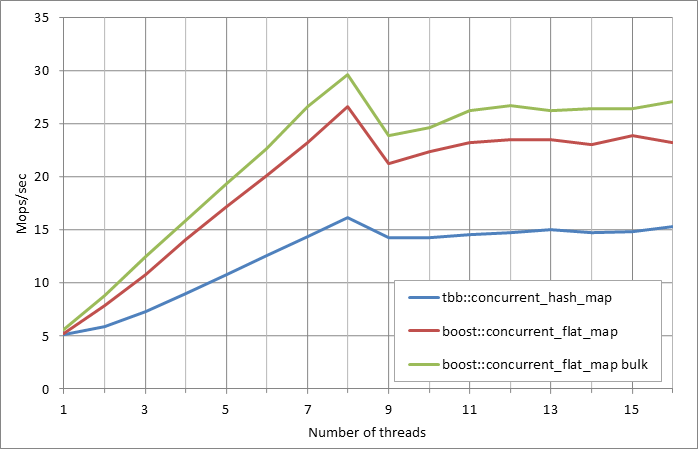 35
30
25
20
15
10
5
0
Mops/sec
tbb::concurrent_hash_map
boost::concurrent_flat_map
boost::concurrent_flat_map bulk
1 3 5 7 9 11 13 15
Number of threads